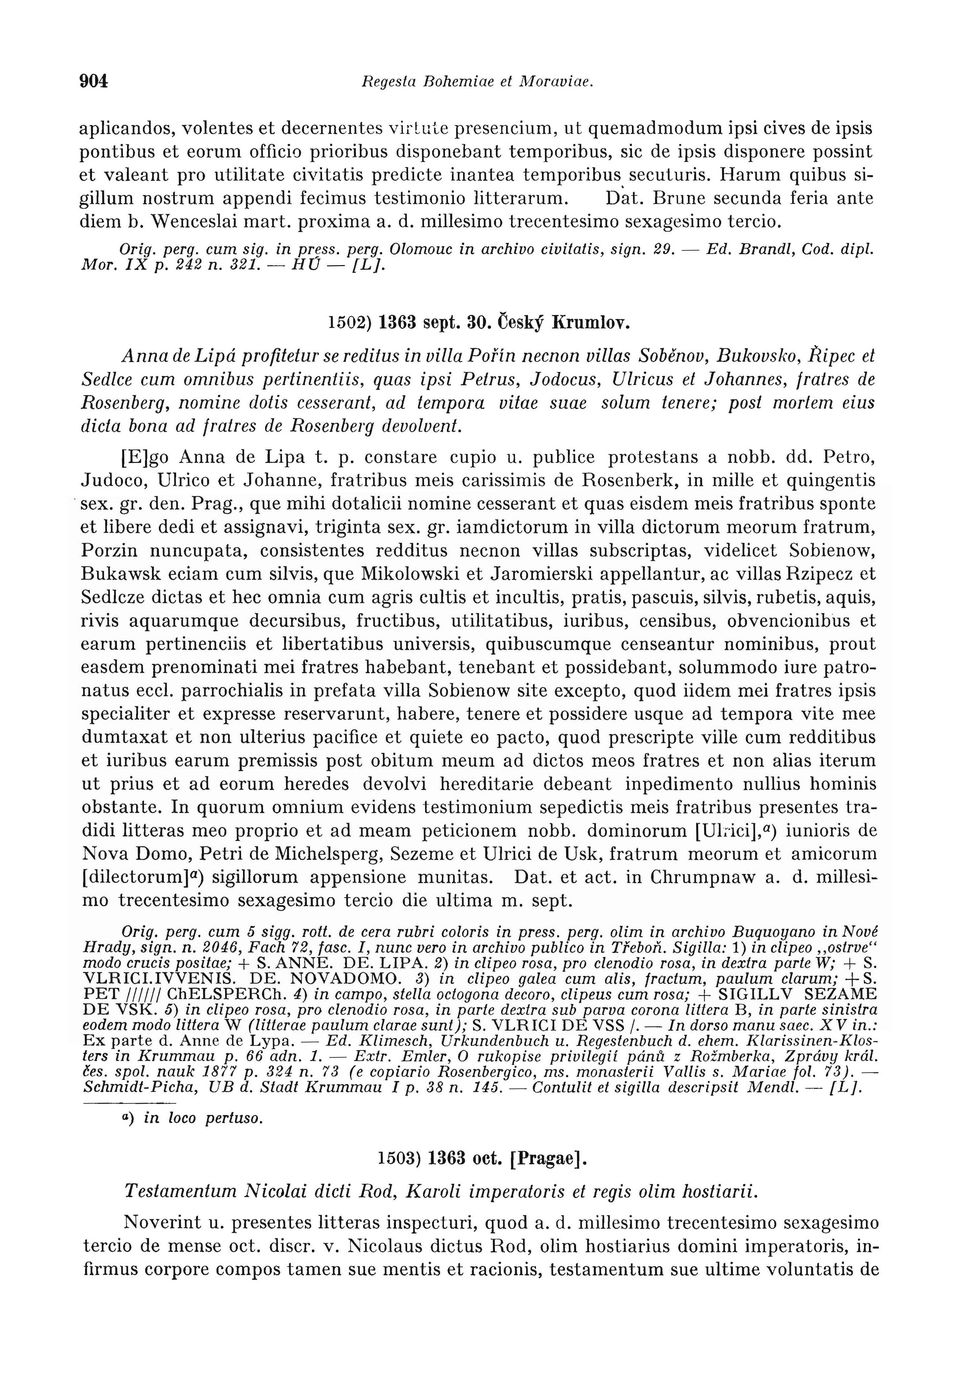 904 Regesta Bohemiae et Moraviae.
aplicandos, volentes et decernentes virtute presencium, ut quemadmodum ipsi cives de ipsis
pontibus et eorum officio prioribus disponebant temporibus, sic de ipsis disponere possint
et valeant pro utilitate civitatis predicte inantea temporibus secuturis. Harum quibus si-
gillum nostrum appendi fecimus testimonio litterarum. Dat. Brune secunda feria ante
diem b. Wenceslai mart. proxima a. d. millesimo trecentesimo sexagesimo tercio.
Orig. perg. cum sig. in press. perg. Olomouc in archivo civitatis, sign. 29. — Ed. Brandl, Cod. dipl.
Mor. IX p. 242 n. 321. — HÚ — [L].
1502) 1363 sept. 30. Český Krumlov.
Anna de Lipá profitetur se reditus in villa Pořín necnon villas Soběnov, Bukovsko, Řipec et
Sedlce cum omnibus pertinentiis, quas ipsi Petrus, Jodocus, Ulricus et Johannes, fratres de
Rosenberg, nomine dotis cesserant, ad tempora vitae suae solum tenere; post mortem eius
dicta bona ad fratres de Rosenberg devolvent.
[E]go Anna de Lipa t. p. constare cupio u. publice protestans a nobb. dd. Petro,
Judoco, Ulrico et Johanne, fratribus meis carissimis de Rosenberk, in mille et quingentis
sex. gr. den. Prag., que mihi dotalicii nomine cesserant et quas eisdem meis fratribus sponte
et libere dedi et assignavi, triginta sex. gr. iamdictorum in villa dictorum meorum fratrum,
Porzin nuncupata, consistentes redditus necnon villas subscriptas, videlicet Sobienow,
Bukawsk eciam cum silvis, que Mikolowski et Jaromierski appellantur, ac villas Rzipecz et
Sedlcze dictas et hec omnia cum agris cultis et incultis, pratis, pascuis, silvis, rubetis, aquis,
rivis aquarumque decursibus, fructibus, utilitatibus, iuribus, censibus, obvencionibus et
earum pertinenciis et libertatibus universis, quibuscumque censeantur nominibus, prout
easdem prenominati mei fratres habebant, tenebant et possidebant, solummodo iure patro-
natus eccl. parrochialis in prefata villa Sobienow site excepto, quod iidem mei fratres ipsis
specialiter et expresse reservarunt, habere, tenere et possidere usque ad tempora vite mee
dumtaxat et non ulterius pacifice et quiete eo pacto, quod prescripte ville cum redditibus
et iuribus earum premissis post obitum meum ad dictos meos fratres et non alias iterum
ut prius et ad eorum heredes devolvi hereditarie debeant inpedimento nullius hominis
obstante. In quorum omnium evidens testimonium sepedictis meis fratribus presentes tra-
didi litteras meo proprio et ad meam peticionem nobb. dominorum [Ulrici],a) iunioris de
Nova Domo, Petri de Michelsperg, Sezeme et Ulrici de Usk, fratrum meorum et amicorum
[dilectorum]a) sigillorum appensione munitas. Dat. et act. in Chrumpnaw a. d. millesi-
mo trecentesimo sexagesimo tercio die ultima m. sept.
Orig. perg. cum 5 sigg. rott. de cera rubri coloris in press. perg. olim in archivo Buquoyano in Nové
Hrady, sign. n. 2046, Fach 72, fasc. I, nunc vero in archivo publico in Třeboň. Sigilla: 1) in clipeo „ostrve“
modo crucis positae; + S. ANNE. DE. LIPA. 2) in clipeo rosa, pro clenodio rosa, in dextra parte W; + S.
VLRICI.IVVENIS. DE. NOVADOMO. 3) in clipeo galea cum alis, fractum, paulum clarum; + S.
PET ////// ChELSPERCh. 4) in campo, stella octogona decoro, clipeus cum rosa; + SIGILLV SEZAME
DE VSK. 5) in clipeo rosa, pro clenodio rosa, in parte dextra sub parva corona littera B, in parte sinistra
eodem modo littera W (litterae paulum clarae sunt); S. VLRICI DE VSS /. — In dorso manu saec. XV in.:
Ex parte d. Anne de Lypa. — Ed. Klimesch, Urkundenbuch u. Regestenbuch d. ehem. Klarissinen-Klos-
ters in Krummau p. 66 adn. 1. — Extr. Emler, O rukopise privilegií pánů z Rožmberka, Zprávy král.
čes. spol. nauk 1877 p. 324 n. 73 (e copiario Rosenbergico, ms. monasterii Vallis s. Mariae fol. 73). —
Schmidt-Picha, UB d. Stadt Krummau I p. 38 n. 145. — Contulit et sigilla descripsit Mendl. — [L].
a) in loco pertuso.
1503) 1363 oct. [Pragae].
Testamentum Nicolai dicti Rod, Karoli imperatoris et regis olim hostiarii.
Noverint u. presentes litteras inspecturi, quod a. d. millesimo trecentesimo sexagesimo
tercio de mense oct. discr. v. Nicolaus dictus Rod, olim hostiarius domini imperatoris, in-
firmus corpore compos tamen sue mentis et racionis, testamentum sue ultime voluntatis de